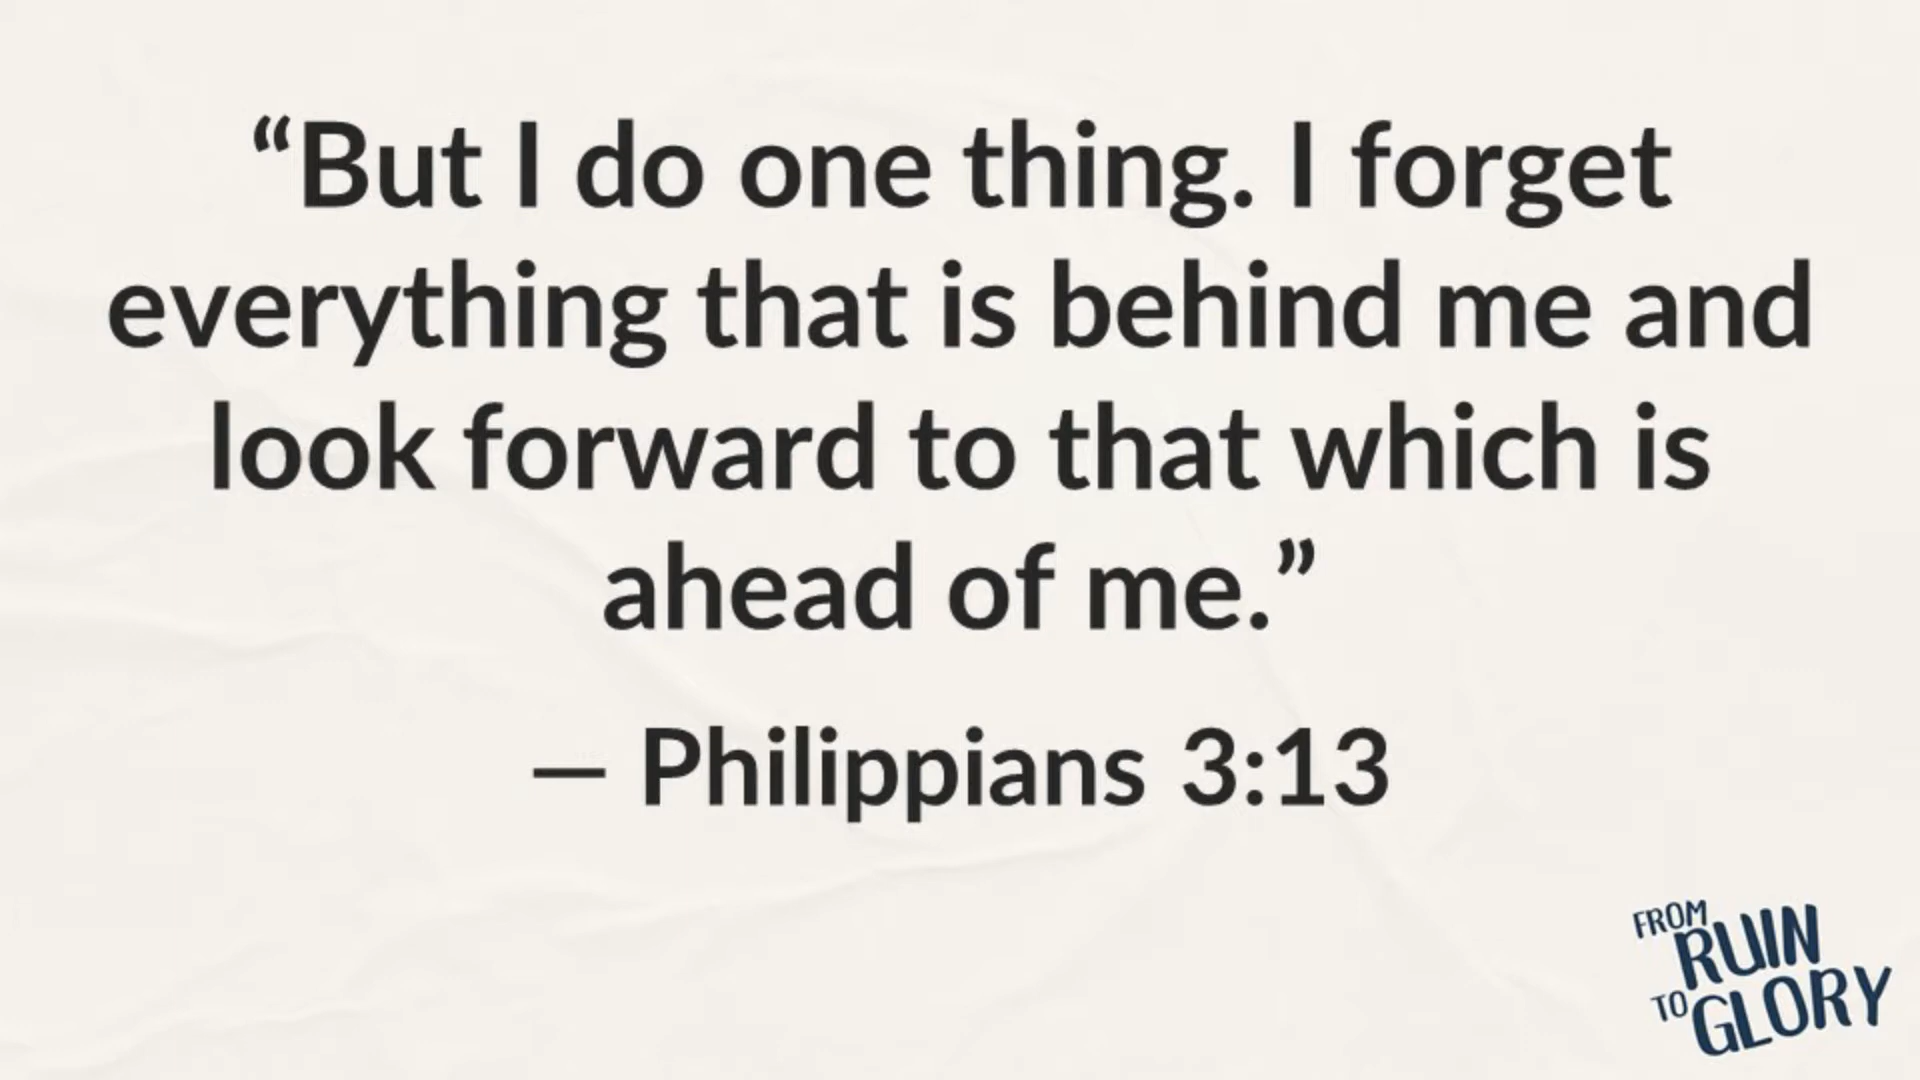 “But I do one thing. I forget
everything that is behind me and
look forward to that which is
ahead of me.”
— Philippians 3:13
FROM
RUIN
TO
GLORY